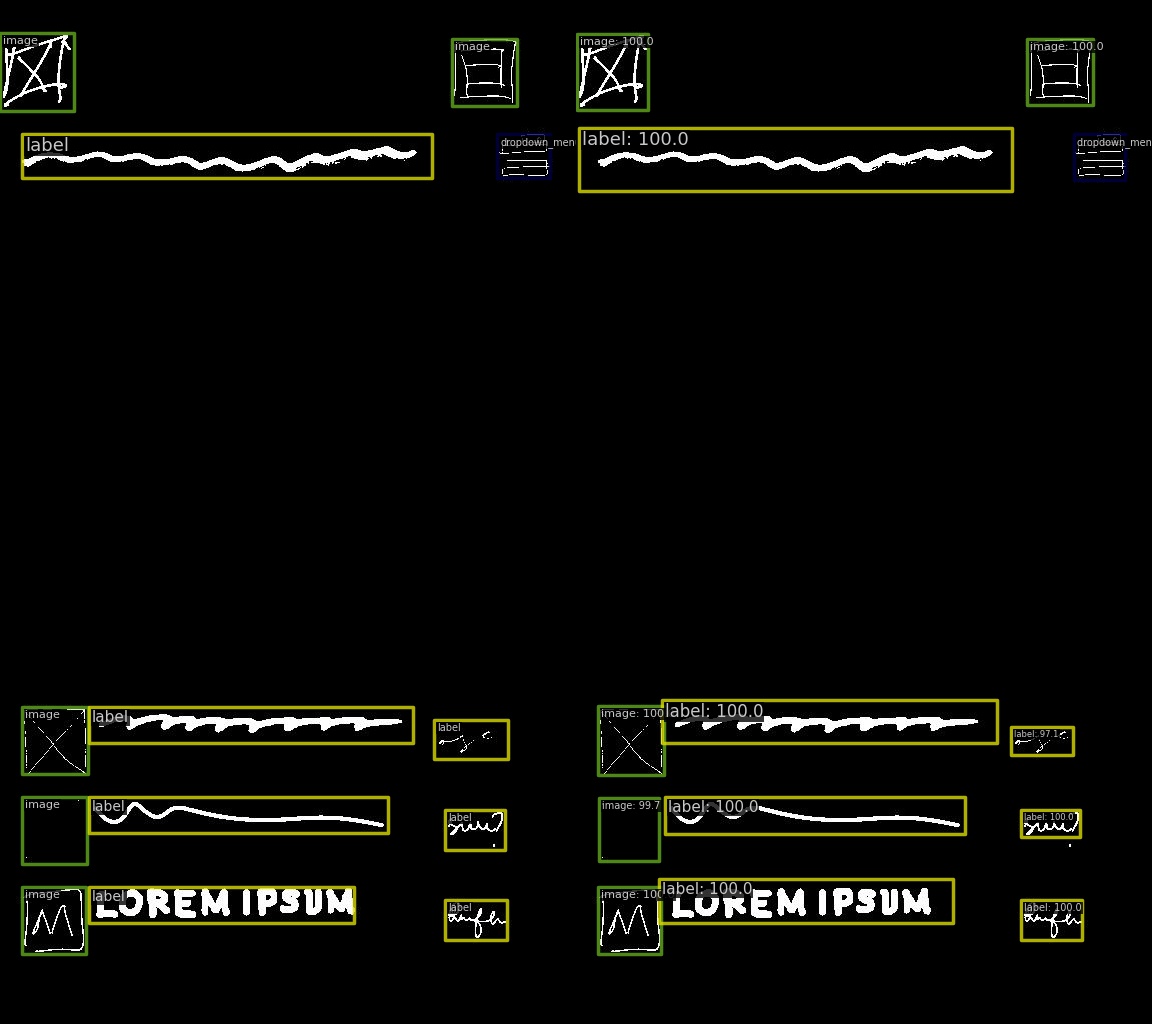 image image image: 100.0 image: 100.0
label dropdown_men label: 100.0 dropdown_men
image label label image: 100 label: 100.0 label: 97.1
image label label image: 99.7 label: 100.0 label: 100.0
image label LOREM IPSUM label image: 100 label: 100.0 LOREM IPSUM label: 100.0